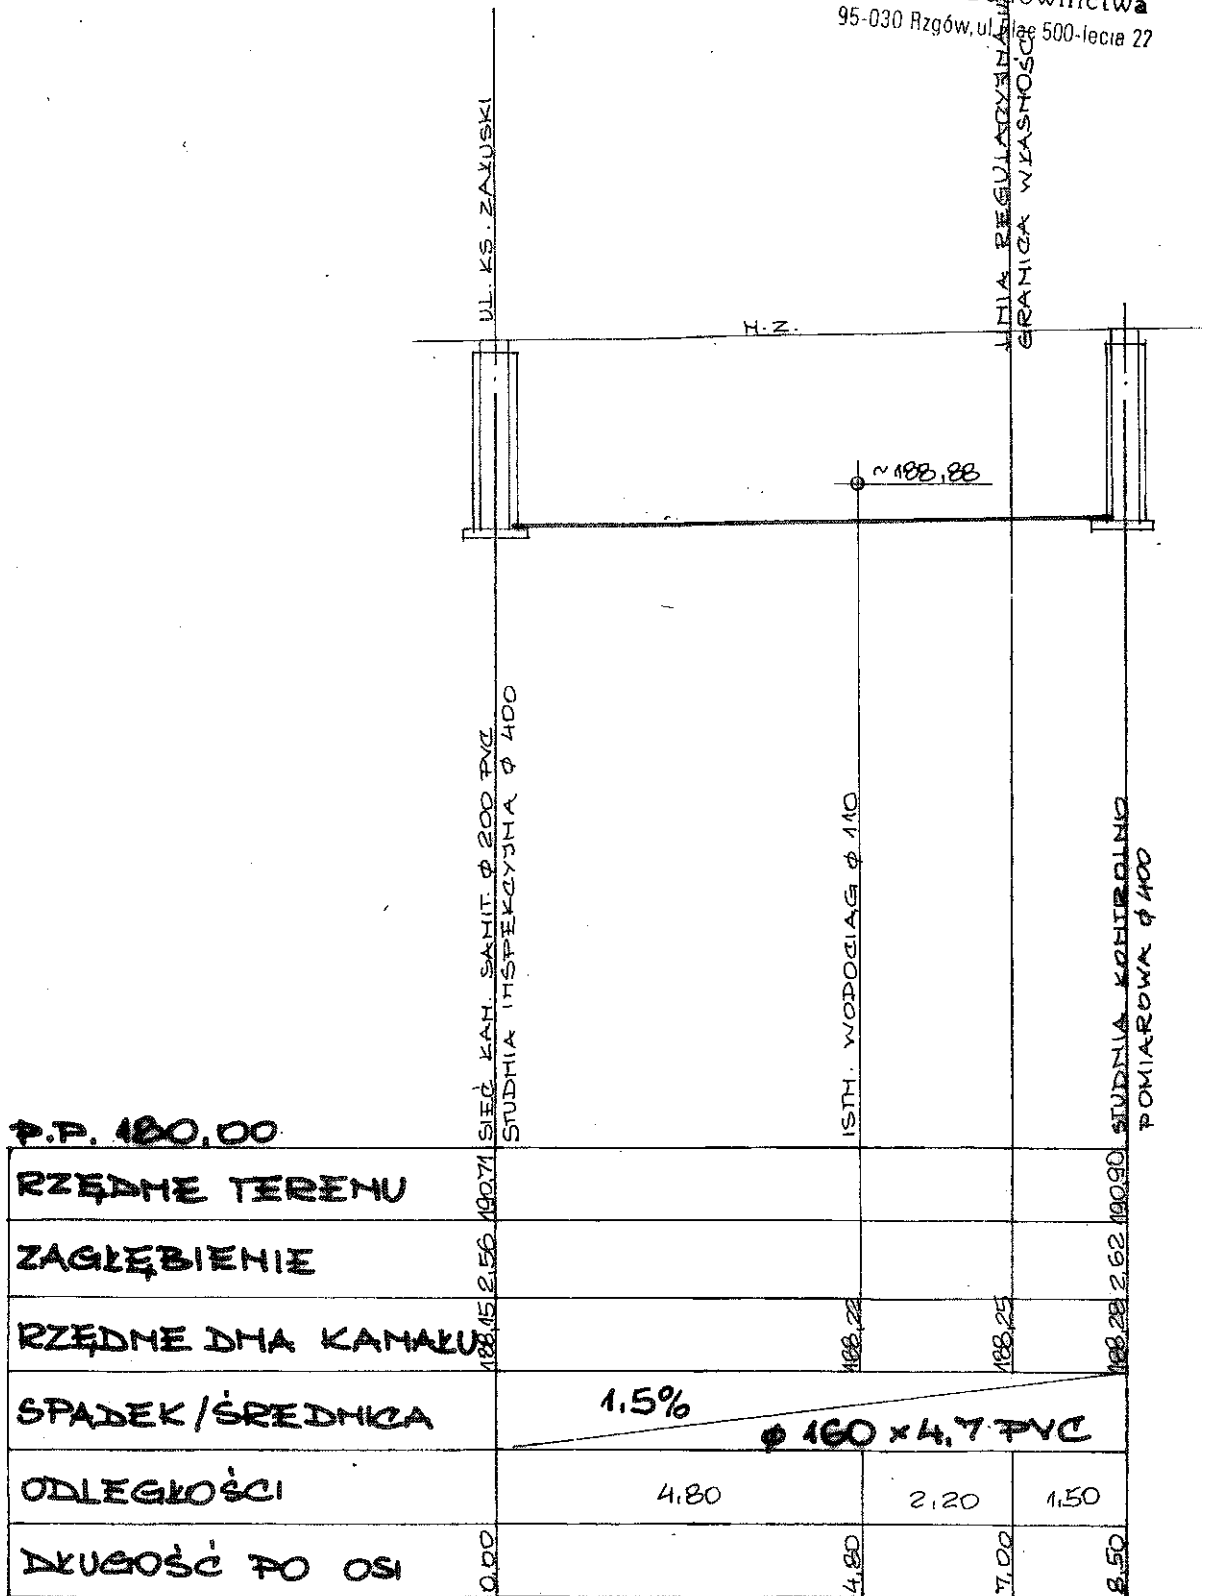 95-030 Rzgów, ul. plac 500-lecia 22
UL. KS. ZAŁUSKI
LINIA REGULACYJNA
GRANICA WŁASNOŚCI
N.Z.
~188,88
SIEĆ KAN. SANIT. φ 200 PVC
STUDNIA INSPEKCYJNA φ 400
ISTN. WODOCIĄG φ 110
STUDNIA KONTROLNO
POMIAROWA φ 400
P.P. 180,00
RZĘDNE TERENU 190,71 190,90
ZAGŁĘBIENIE 2,56 2,62
RZĘDNE DNA KANAŁU 188,15 188,22 188,25 188,28
SPADEK/ŚREDNICA 1.5% φ 160 x 4,7 PVC
ODLEGŁOŚCI 4,80 2,20 1,50
DŁUGOŚĆ PO OSI 0,00 4,80 7,00 8,50